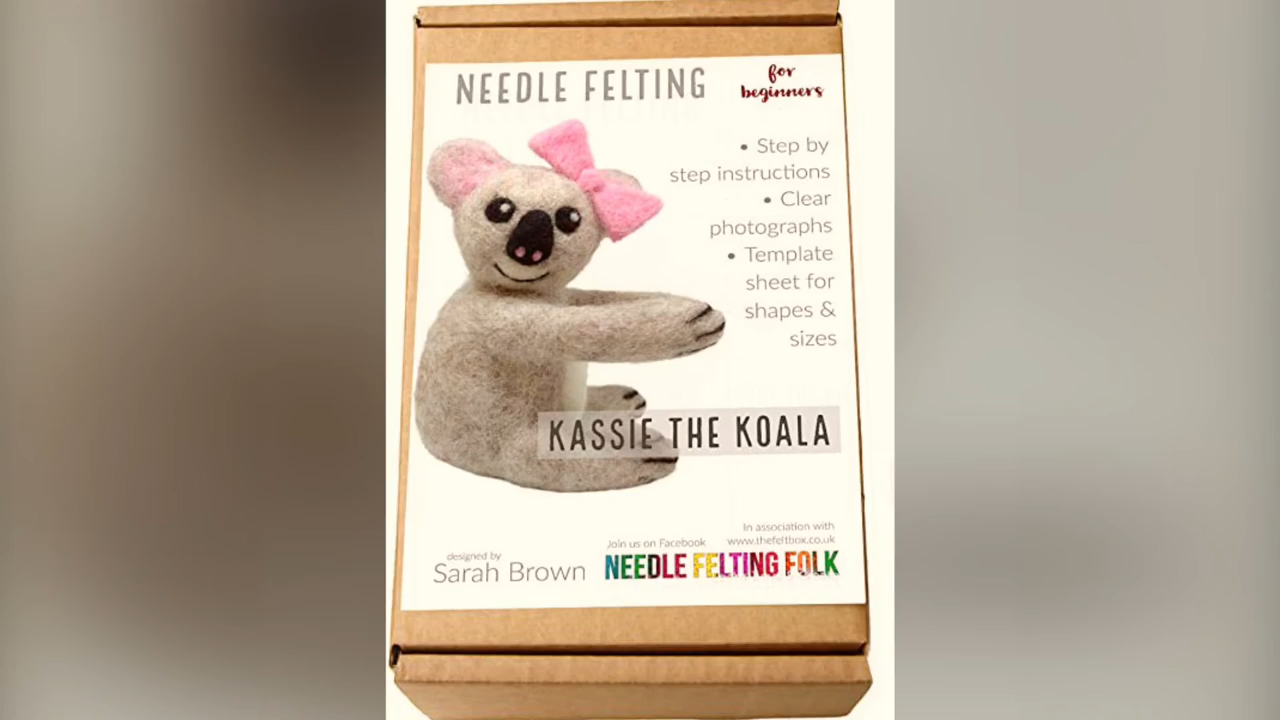 NEEDLE FELTING
for
beginners
• Step by
step instructions
• Clear
photographs
• Template
sheet for
shapes &
sizes
KASSIE THE KOALA
designed by
Sarah Brown
Join us on Facebook
In association with
www.thefeltbox.co.uk
NEEDLE FELTING FOLK